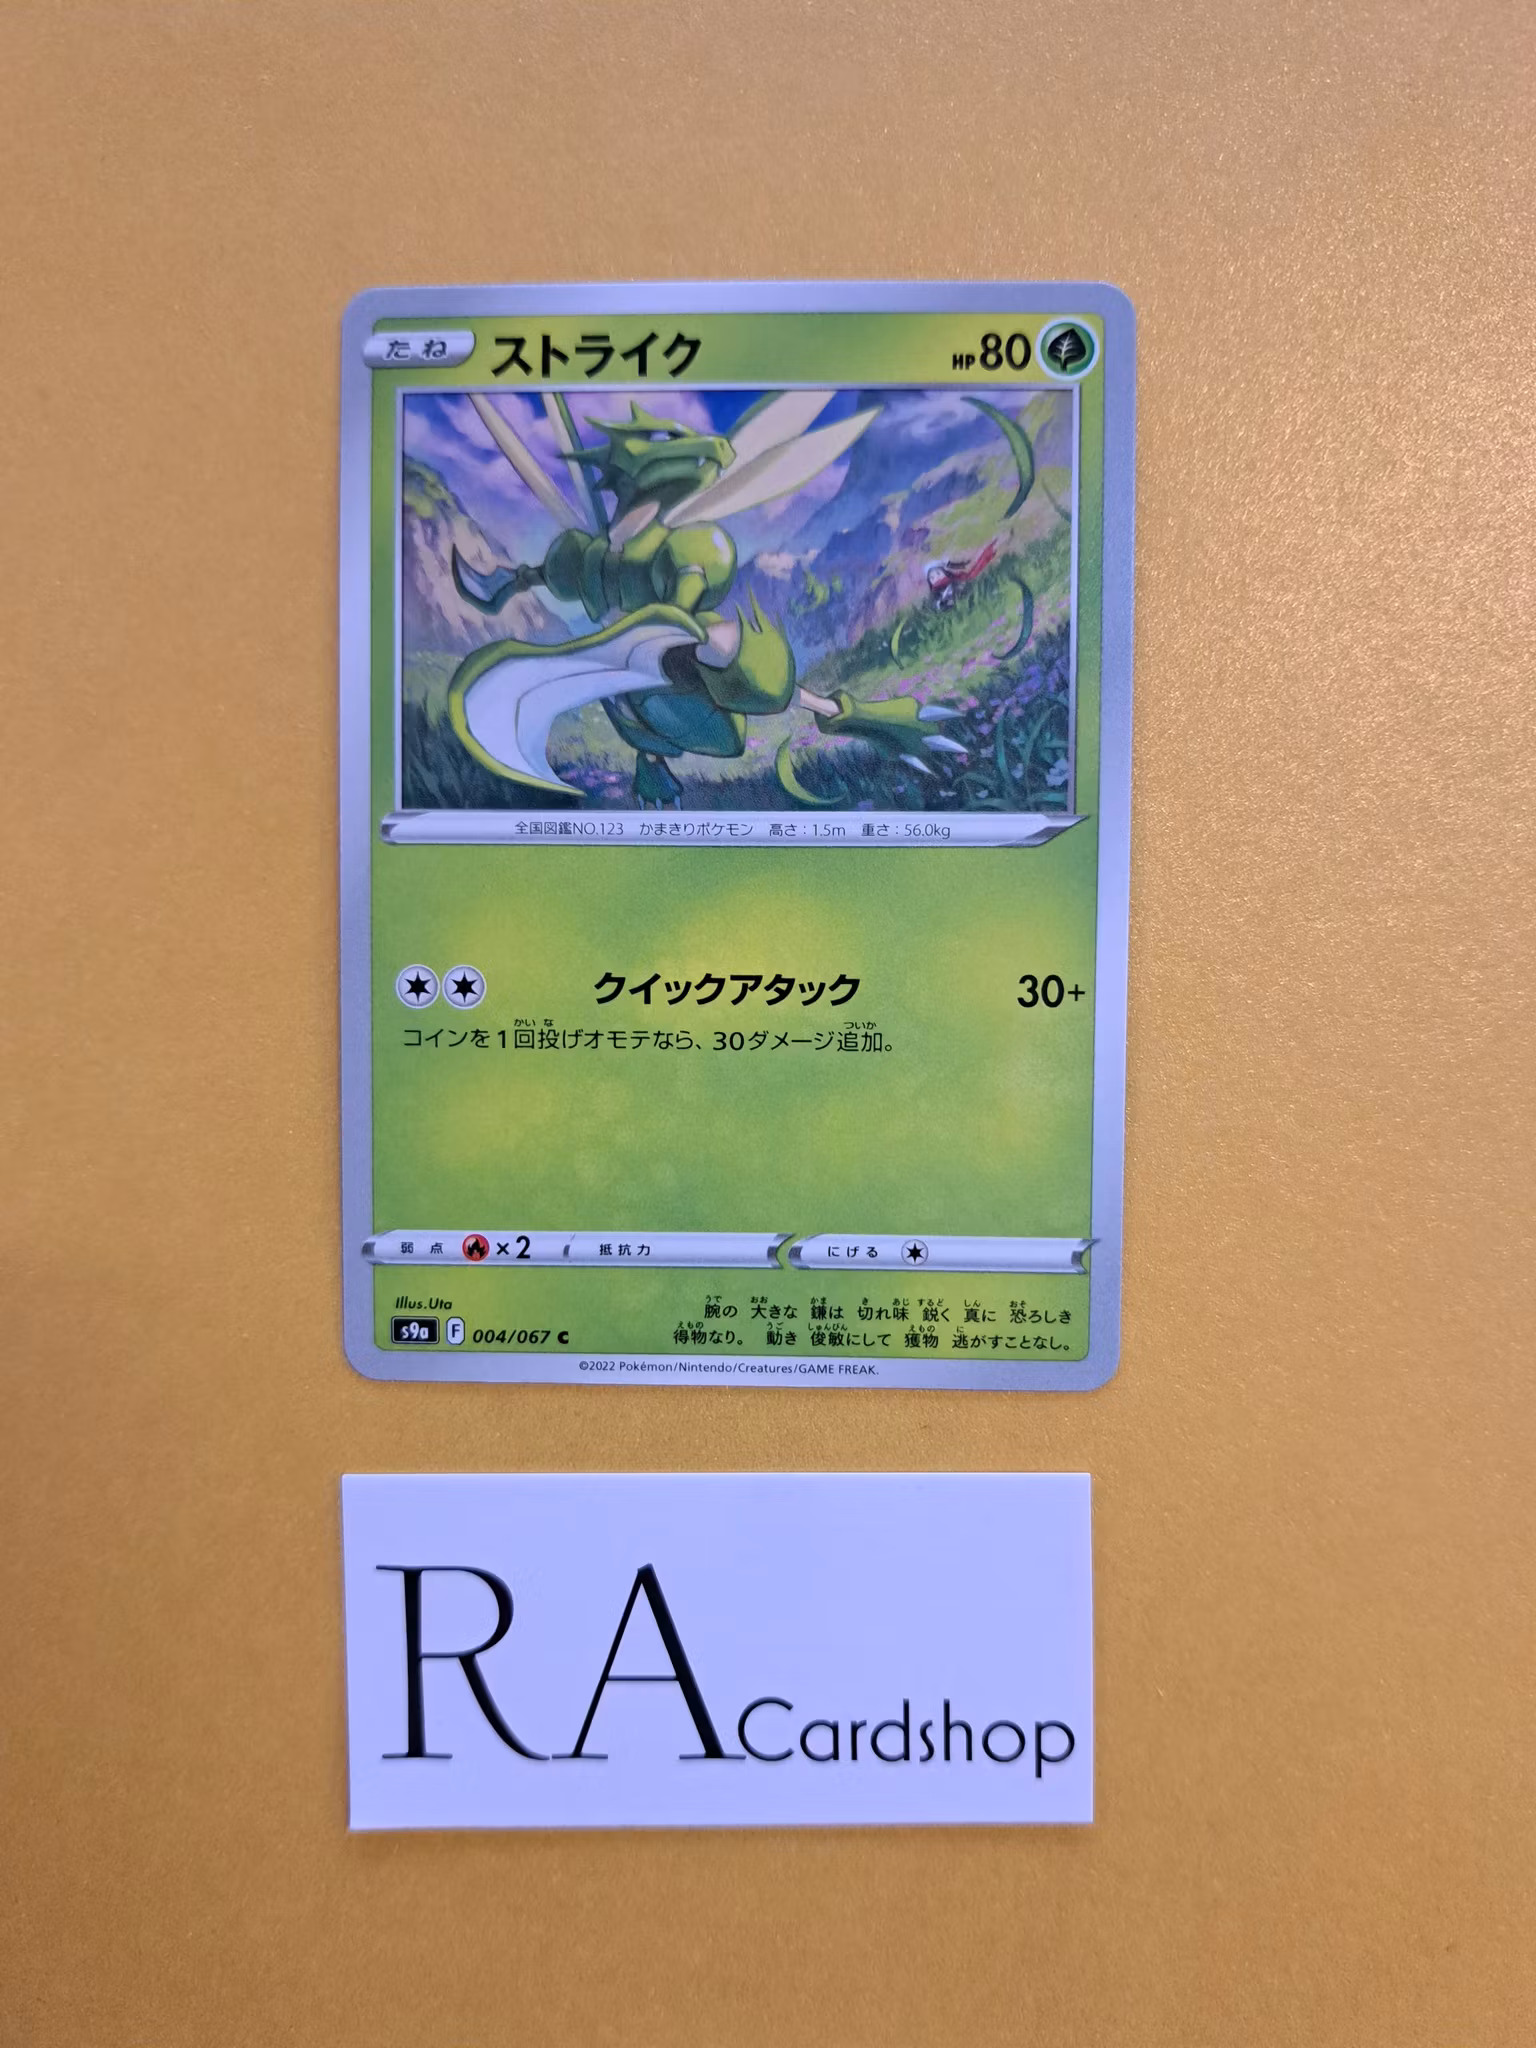 たね ストライク HP80
全国図鑑NO.123 かまきりポケモン 高さ:1.5m 重さ:56.0kg
クイックアタック 30+
コインを1回投げオモテなら、30ダメージ追加。
弱点 ×2 抵抗力 にげる
Illus.Uta
腕の 大きな 鎌は 切れ味 鋭く 真に 恐ろしき
得物なり。 動き 俊敏にして 獲物 逃がすことなし。
s9a F 004/067 C
©2022 Pokémon/Nintendo/Creatures/GAME FREAK.
RA Cardshop